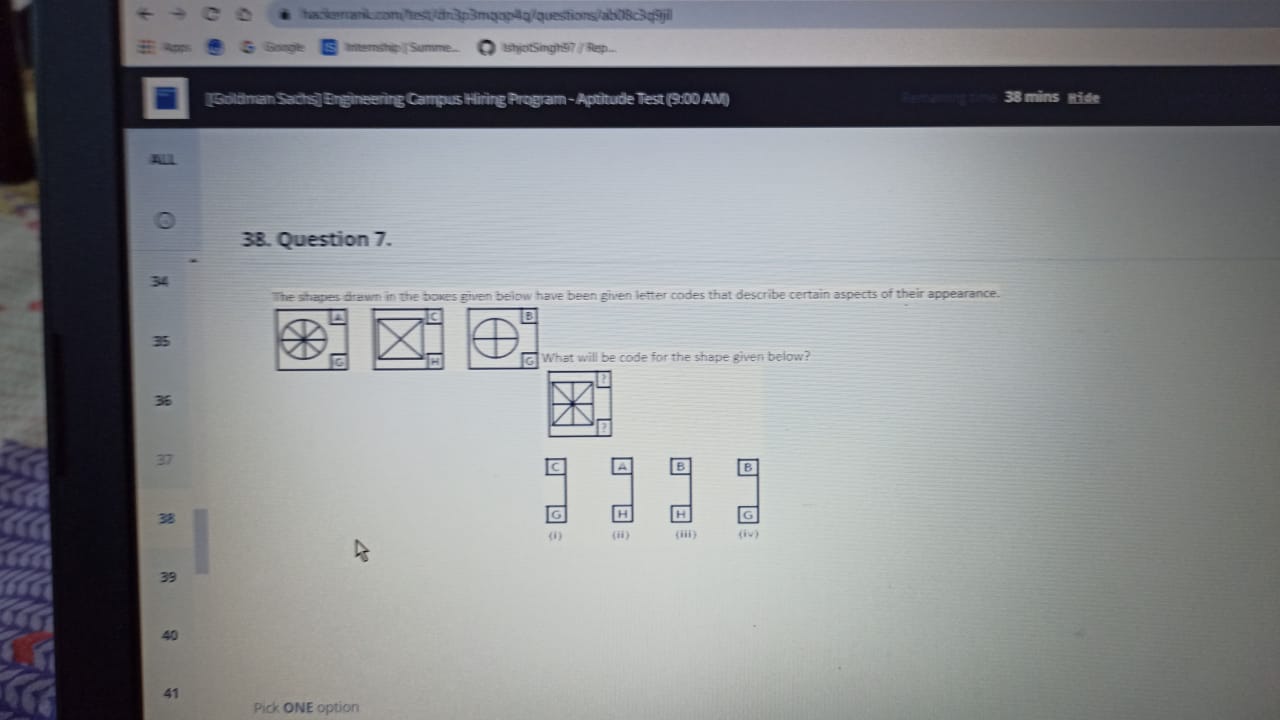 hackerrank.com/test/dn3p3mqop4q/questions/ab08c3q9jil
Apps Google Internship | Summe... IshjotSingh97 / Rep...
[[Goldman Sachs] Engineering Campus Hiring Program - Aptitude Test (9:00 AM) Remaining time 38 mins Hide
ALL
38. Question 7.
34
The shapes drawn in the boxes given below have been given letter codes that describe certain aspects of their appearance.
A C B
35
G H G What will be code for the shape given below?
?
36
?
37
C A B B
38
G H H G
(i) (ii) (iii) (iv)
39
40
41
Pick ONE option